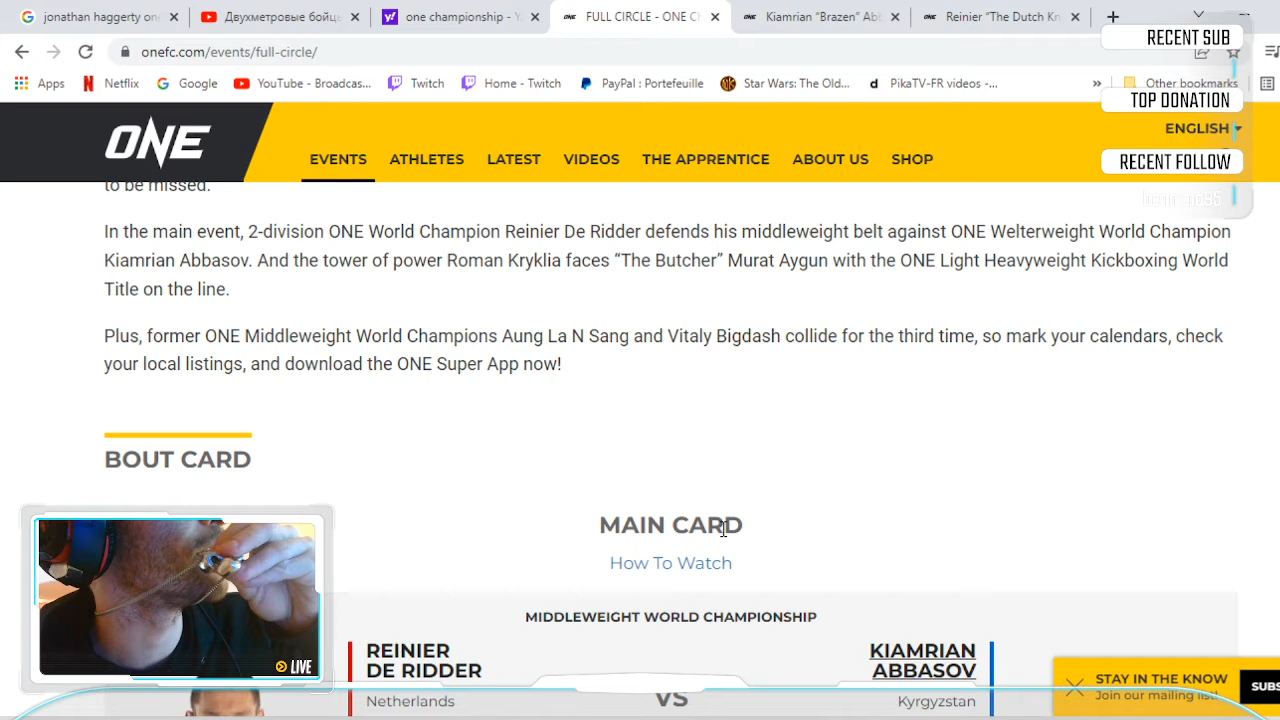 jonathan haggerty one
Двухметровые бойцы
one championship - Y
FULL CIRCLE - ONE C
Kiamrian “Brazen” Ab
Reinier “The Dutch Kn
onefc.com/events/full-circle/
RECENT SUB
Apps
Netflix
Google
YouTube - Broadcas...
Twitch
Home - Twitch
PayPal : Portefeuille
Star Wars: The Old...
PikaTV-FR videos -...
»
Other bookmarks
TOP DONATION
ONE
ENGLISH
EVENTS
ATHLETES
LATEST
VIDEOS
THE APPRENTICE
ABOUT US
SHOP
RECENT FOLLOW
to be missed.
In the main event, 2-division ONE World Champion Reinier De Ridder defends his middleweight belt against ONE Welterweight World Champion
Kiamrian Abbasov. And the tower of power Roman Kryklia faces “The Butcher” Murat Aygun with the ONE Light Heavyweight Kickboxing World
Title on the line.
Plus, former ONE Middleweight World Champions Aung La N Sang and Vitaly Bigdash collide for the third time, so mark your calendars, check
your local listings, and download the ONE Super App now!
BOUT CARD
MAIN CARD
How To Watch
MIDDLEWEIGHT WORLD CHAMPIONSHIP
REINIER
DE RIDDER
Netherlands
VS
KIAMRIAN
ABBASOV
Kyrgyzstan
LIVE
STAY IN THE KNOW
Join our mailing list!
SUBS